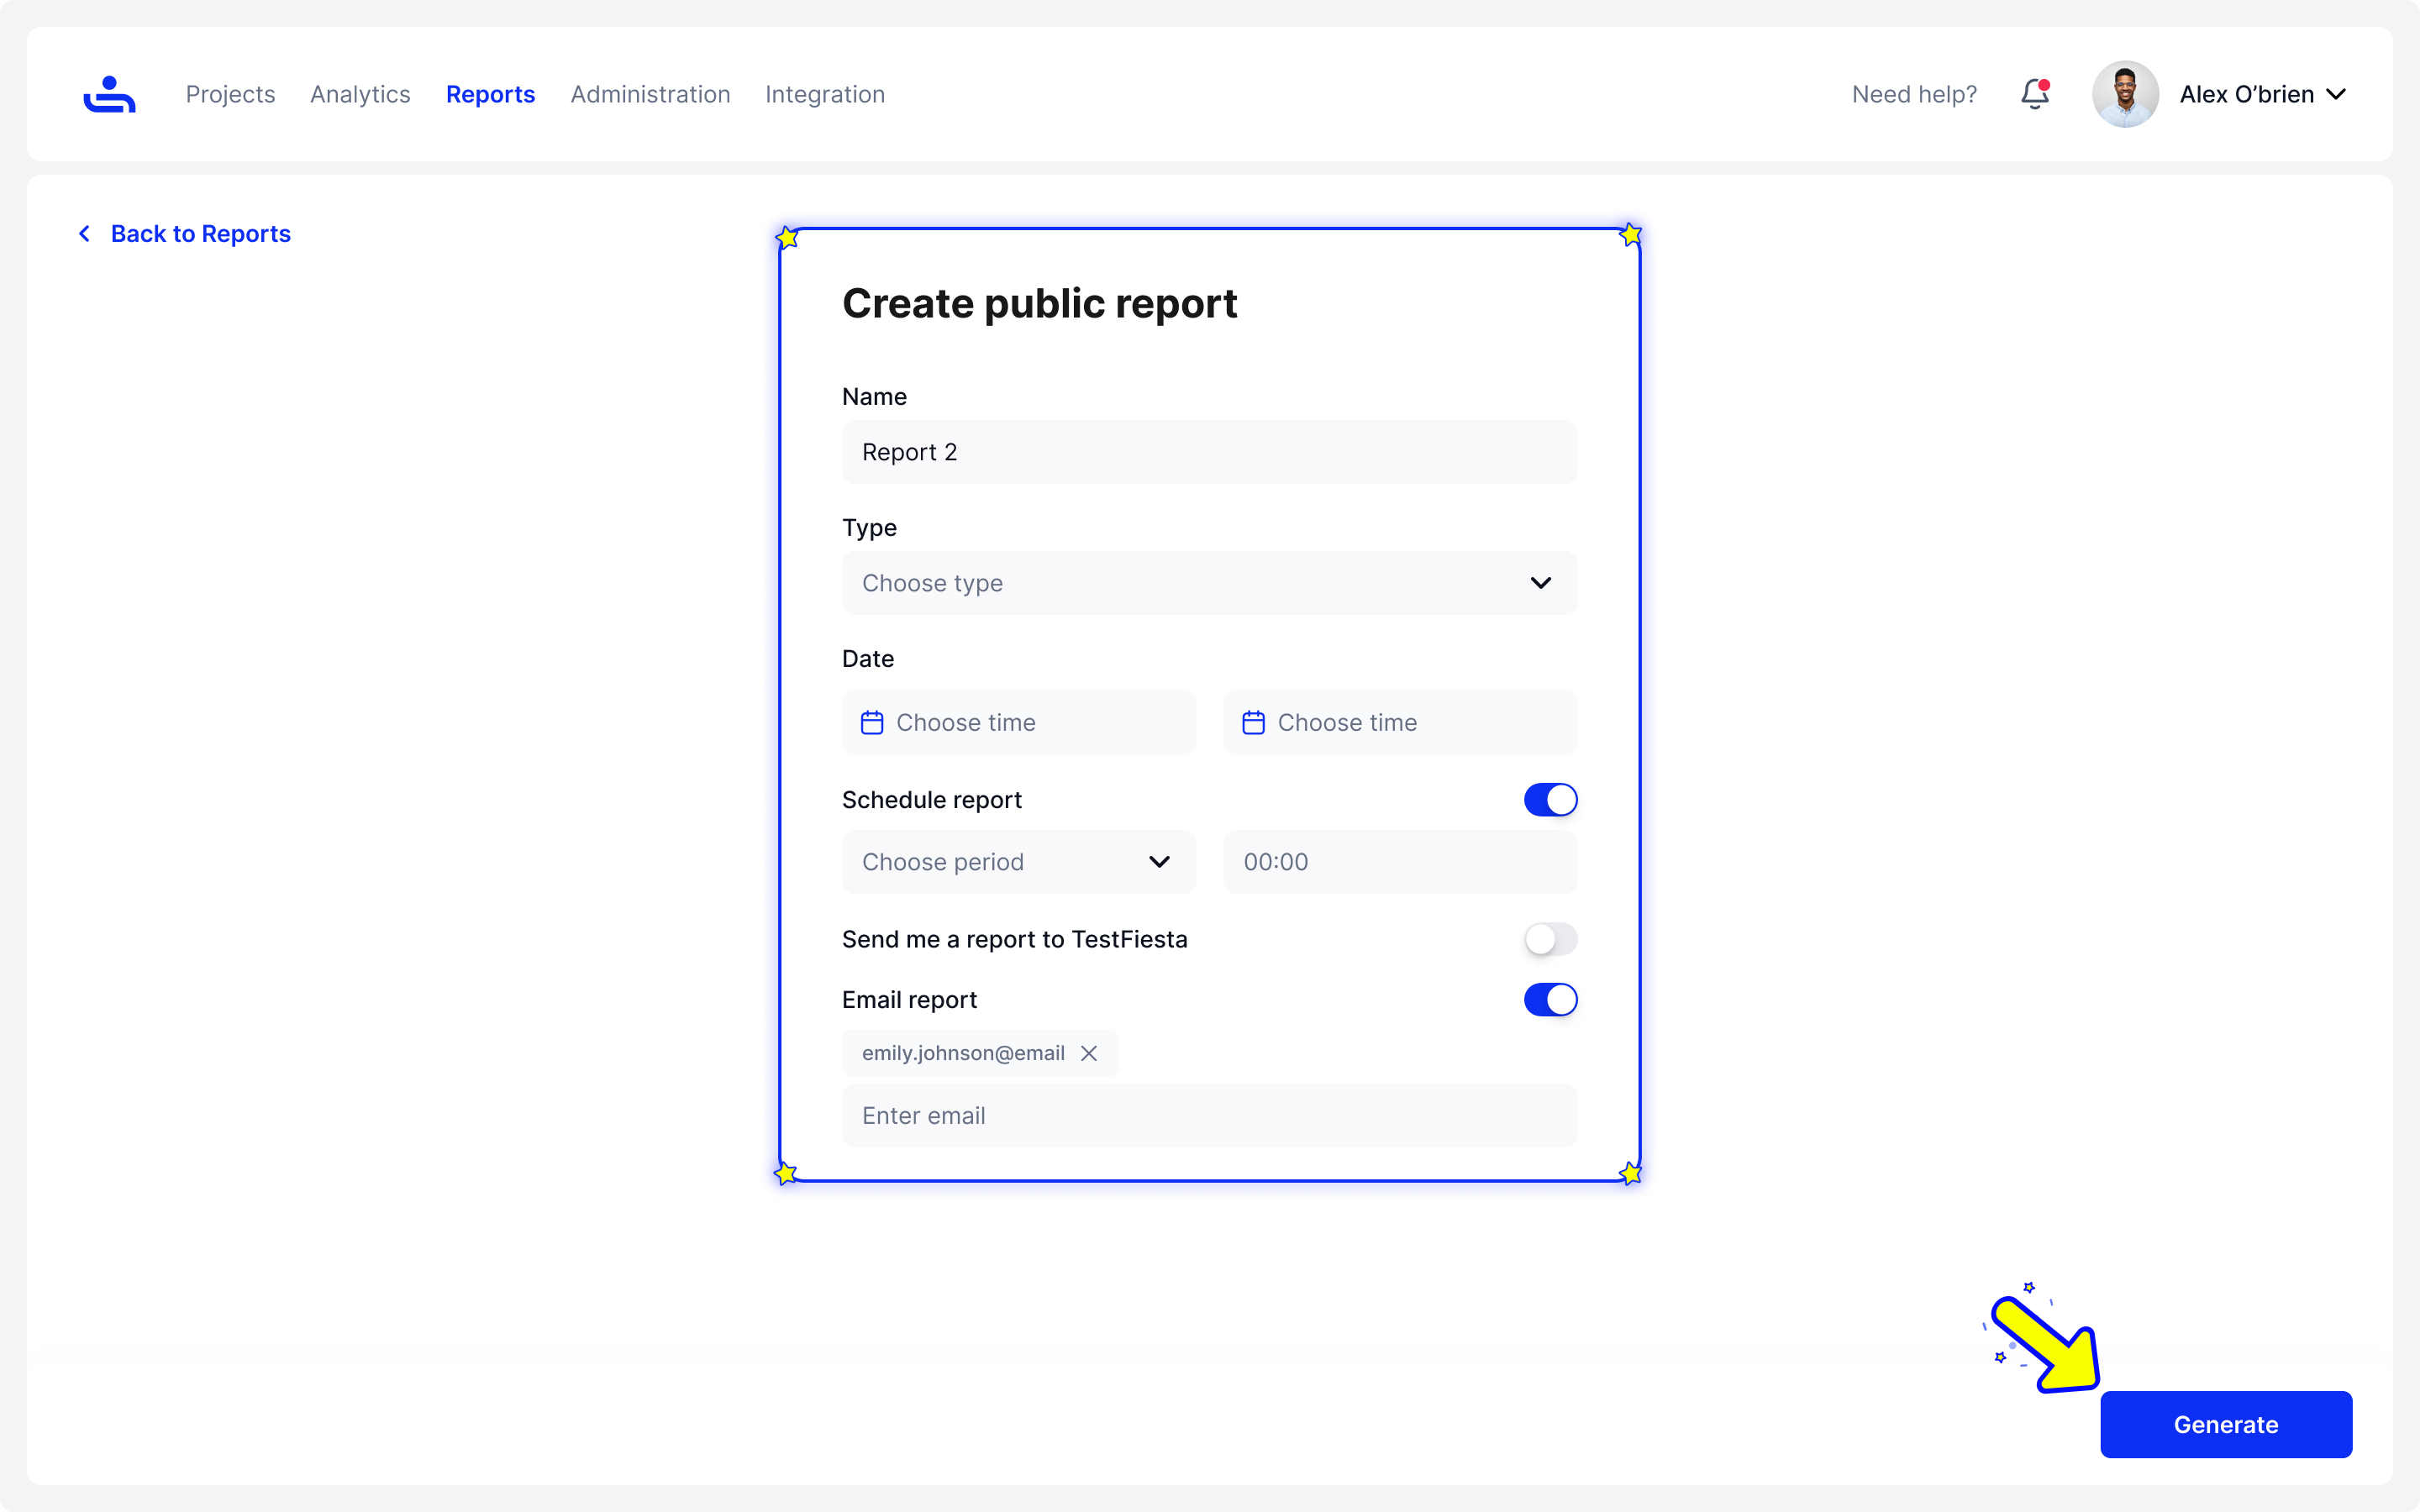 Projects Analytics Reports Administration Integration Need help? Alex O’brien
Back to Reports
Create public report
Name
Report 2
Type
Choose type
Date
Choose time Choose time
Schedule report
Choose period 00:00
Send me a report to TestFiesta
Email report
emily.johnson@email
Enter email
Generate